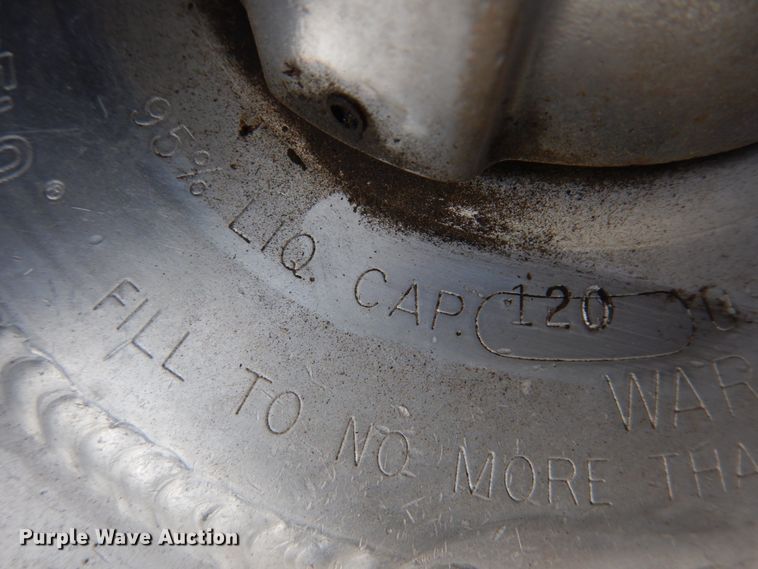 95% LIQ CAP. 120
WAR
FILL TO NO MORE THA
®
Purple Wave Auction